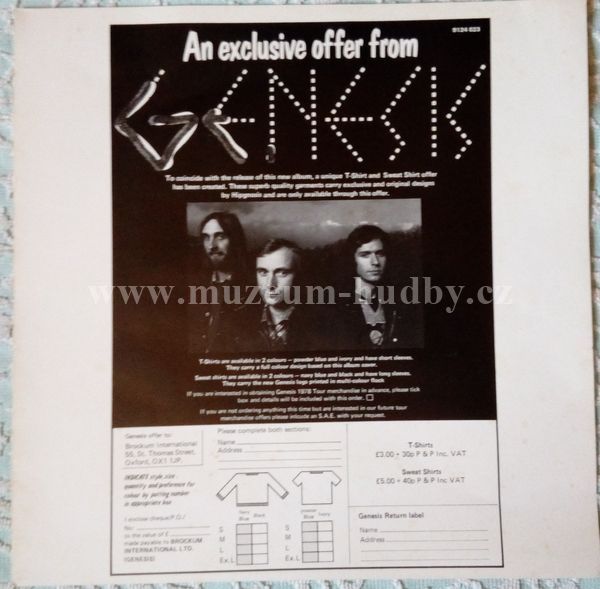 An exclusive offer from
9124 023
GENESIS
To coincide with the release of this new album, a unique T-Shirt and Sweat Shirt offer
has been created. These superb quality garments carry exclusive and original designs
by Hipgnosis and are only available through this offer.
www.muzeum-hudby.cz
T-Shirts are available in 2 colours – powder blue and ivory and have short sleeves.
They carry a full colour design based on this album cover.
Sweat shirts are available in 2 colours – navy blue and black and have long sleeves.
They carry the new Genesis logo printed in multi-colour flock
If you are interested in obtaining Genesis 1978 Tour merchandise in advance, please tick
box and details will be included with this order.
If you are not ordering anything this time but are interested in our future tour
merchandise offers please inlcude an S.A.E. with your request.
Genesis offer to:
Brockum International
55, St. Thomas Street,
Oxford, OX1 1JP.
INDICATE style, size
quantity and preference for
colour by putting number
in appropriate box
I enclose cheque/P.O./
No:
to the value of £
made payable to BROCKUM
INTERNATIONAL LTD.
(GENESIS)
Please complete both sections:
Name
Address
Navy Blue
Black
powder Blue
Ivory
S
M
L
Ex.L
S
M
L
Ex.L
T-Shirts
£3.00 + 30p P & P Inc. VAT
Sweat Shirts
£5.00 + 40p P & P Inc. VAT
Genesis Return label
Name
Address